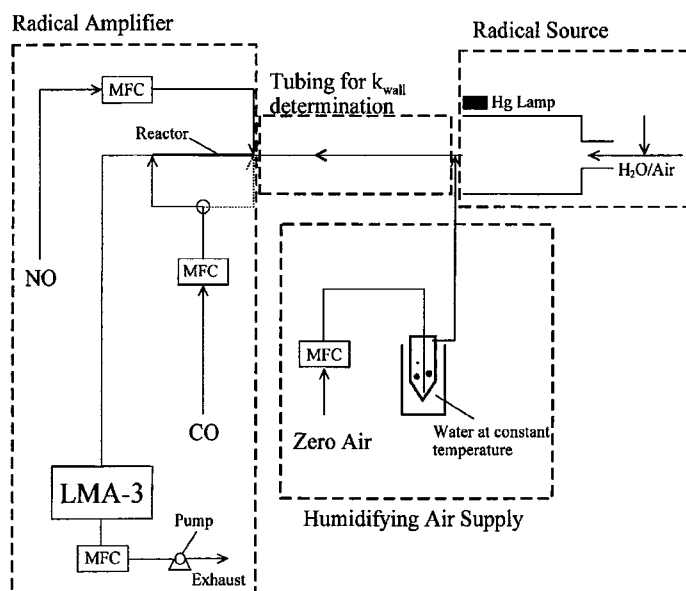 Radical Amplifier
Radical Source
MFC
Tubing for k_wall
determination
Hg Lamp
Reactor
H₂O/Air
NO
MFC
CO
MFC
Zero Air
Water at constant
temperature
LMA-3
Humidifying Air Supply
Pump
MFC
Exhaust